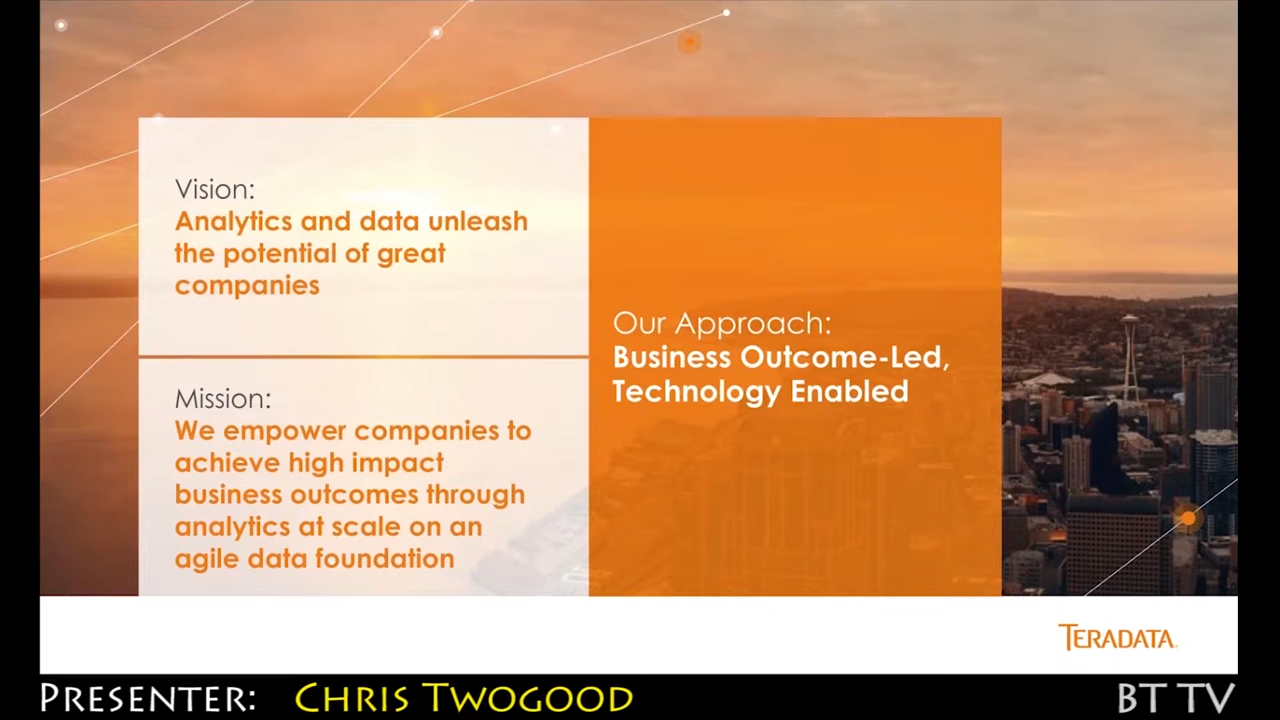 Vision:
Analytics and data unleash
the potential of great
companies
Mission:
We empower companies to
achieve high impact
business outcomes through
analytics at scale on an
agile data foundation
Our Approach:
Business Outcome-Led,
Technology Enabled
TERADATA.
PRESENTER: CHRIS TWOGOOD
BT TV